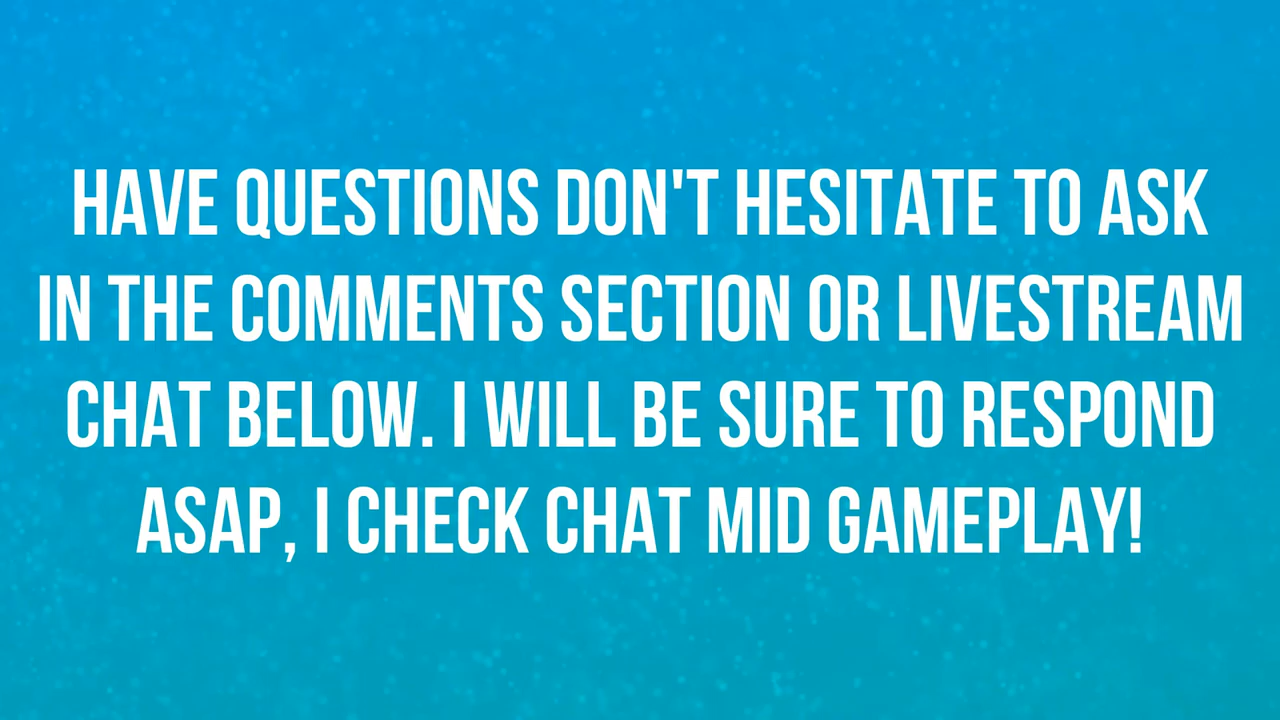 HAVE QUESTIONS DON'T HESITATE TO ASK
IN THE COMMENTS SECTION OR LIVESTREAM
CHAT BELOW. I WILL BE SURE TO RESPOND
ASAP, I CHECK CHAT MID GAMEPLAY!